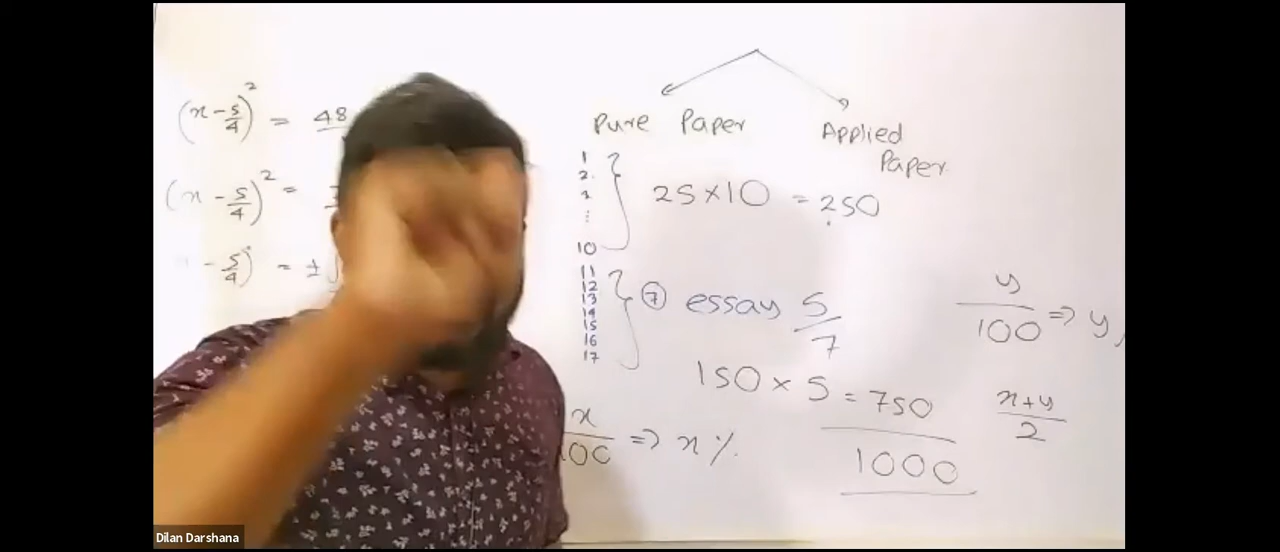 (x - 5/4)² = 48
(x - 5/4)² =
- 5/4) = ±
Pure Paper
Applied
Paper
1
2
3
⋮
10
25 × 10 = 250
11
12
13
14
15
16
17
⑦ essay 5/7
150 × 5 = 750
1000
x/100 ⇒ x %.
y/100 ⇒ y
x+y/2
Dilan Darshana